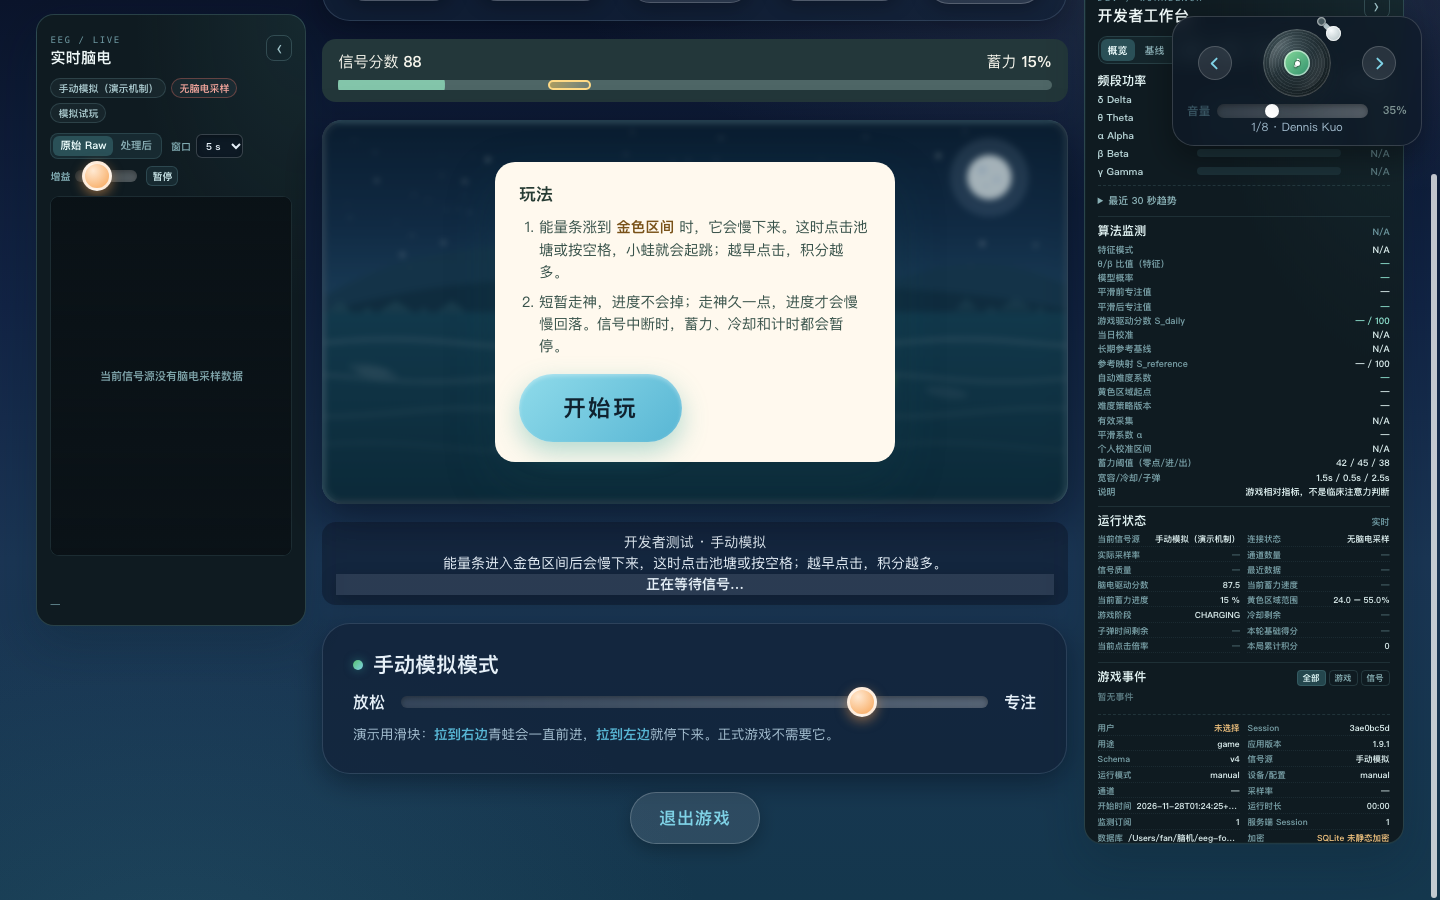 EEG / LIVE
实时脑电
手动模拟（演示机制） 无脑电采样
模拟试玩
原始 Raw 处理后 窗口 5 s
增益 暂停
当前信号源没有脑电采样数据
—
信号分数 88 蓄力 15%
玩法
1. 能量条涨到 金色区间 时，它会慢下来。这时点击池
塘或按空格，小蛙就会起跳；越早点击，积分越
多。
2. 短暂走神，进度不会掉；走神久一点，进度才会慢
慢回落。信号中断时，蓄力、冷却和计时都会暂
停。
开始玩
开发者测试 · 手动模拟
能量条进入金色区间后会慢下来，这时点击池塘或按空格；越早点击，积分越多。
正在等待信号…
手动模拟模式
放松 专注
演示用滑块：拉到右边青蛙会一直前进，拉到左边就停下来。正式游戏不需要它。
退出游戏
开发者工作台
概览 基线
频段功率
δ Delta
θ Theta
α Alpha
β Beta N/A
γ Gamma N/A
音量 35%
1/8 · Dennis Kuo
最近 30 秒趋势
算法监测 N/A
特征模式 N/A
θ/β 比值（特征） —
模型概率 —
平滑前专注值 —
平滑后专注值 —
游戏驱动分数 S_daily — / 100
当日校准 N/A
长期参考基线 N/A
参考映射 S_reference — / 100
自动难度系数 —
黄色区域起点 —
难度策略版本 —
有效采集 N/A
平滑系数 α —
个人校准区间 N/A
蓄力阈值（零点/进/出） 42 / 45 / 38
宽容/冷却/子弹 1.5s / 0.5s / 2.5s
说明 游戏相对指标，不是临床注意力判断
运行状态 实时
当前信号源 手动模拟（演示机制） 连接状态 无脑电采样
实际采样率 — 通道数量 —
信号质量 — 最近数据 —
脑电驱动分数 87.5 当前蓄力速度 —
当前蓄力进度 15 % 黄色区域范围 24.0 — 55.0%
游戏阶段 CHARGING 冷却剩余 —
子弹时间剩余 — 本轮基础得分 —
当前点击倍率 — 本局累计积分 0
游戏事件 全部 游戏 信号
暂无事件
用户 未选择 Session 3ae0bc5d
用途 game 应用版本 1.9.1
Schema v4 信号源 手动模拟
运行模式 manual 设备/配置 manual
通道 — 采样率 —
开始时间 2026-11-28T01:24:25+... 运行时长 00:00
监测订阅 1 服务端 Session 1
数据库 /Users/fan/脑机/eeg-fo... 加密 SQLite 未静态加密